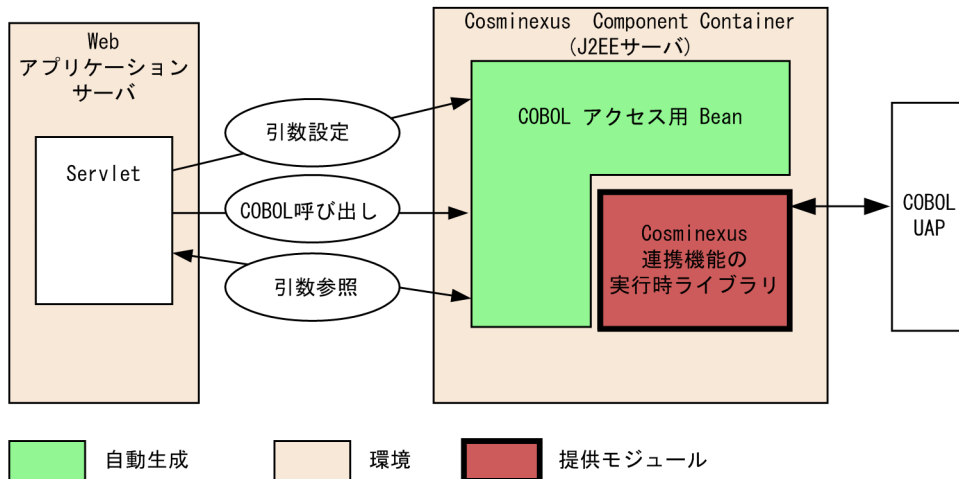 Web
アプリケーション
サーバ
Servlet
引数設定
COBOL呼び出し
引数参照
Cosminexus Component Container
(J2EEサーバ)
COBOL アクセス用 Bean
Cosminexus
連携機能の
実行時ライブラリ
COBOL
UAP
自動生成
環境
提供モジュール